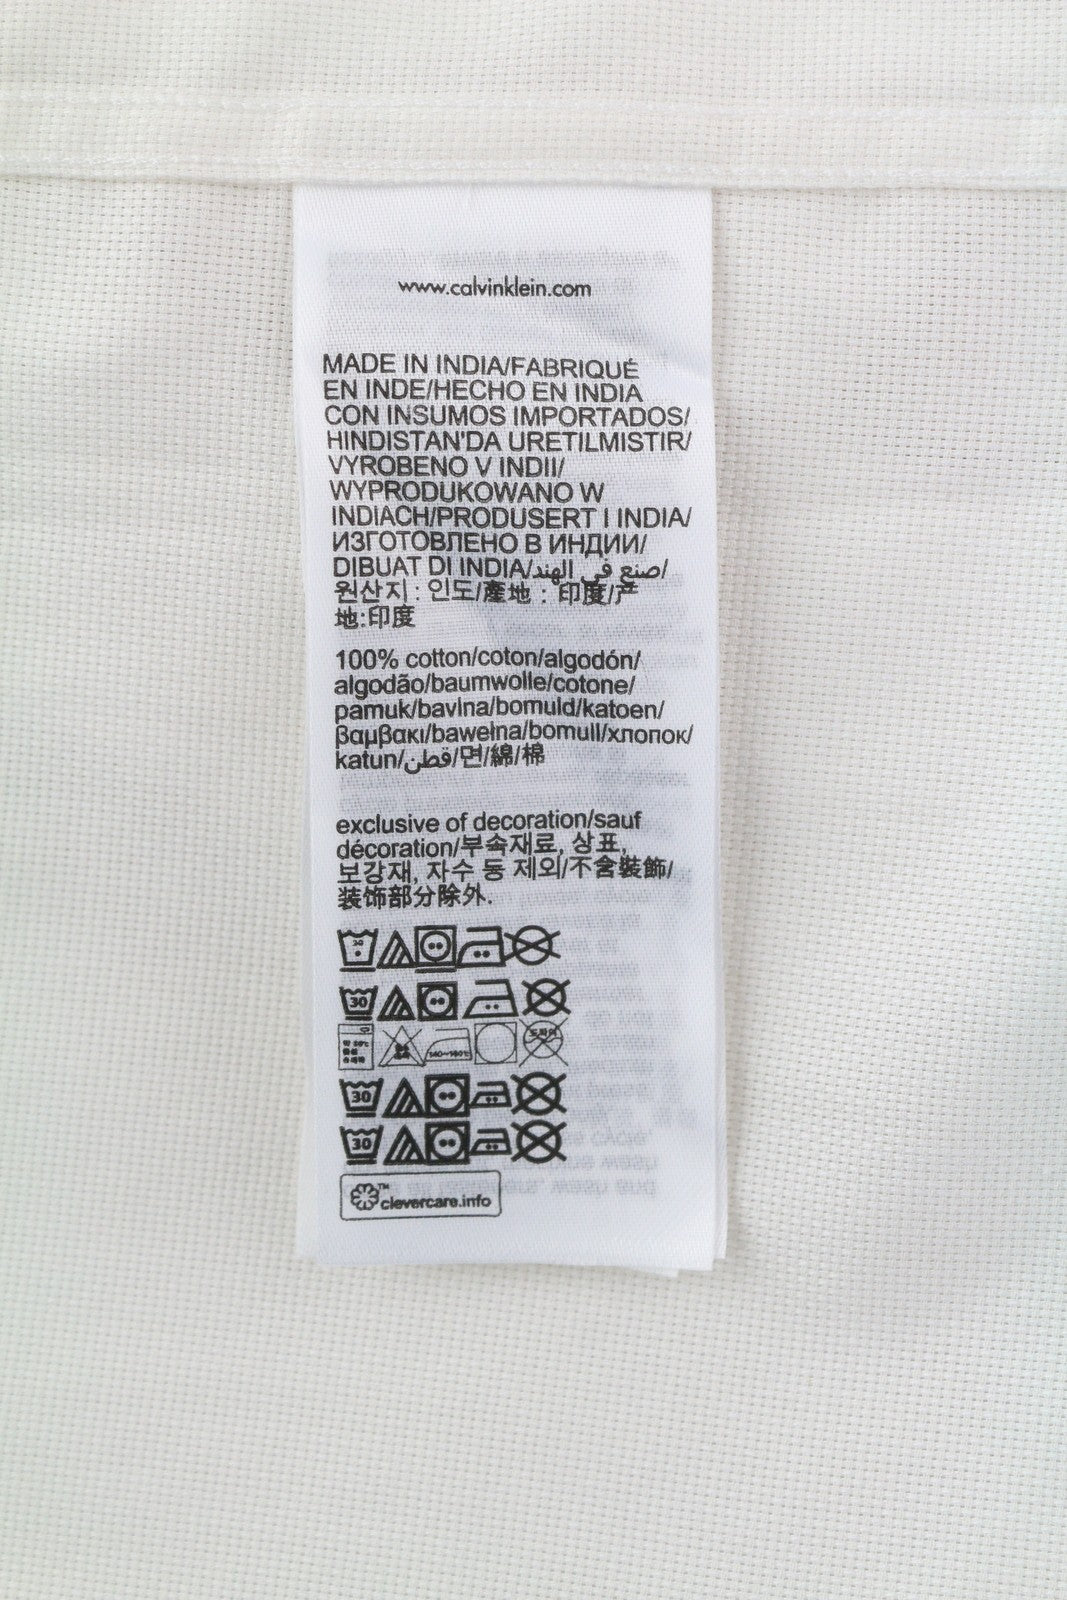 www.calvinklein.com
MADE IN INDIA/FABRIQUÉ
EN INDE/HECHO EN INDIA
CON INSUMOS IMPORTADOS/
HINDISTAN'DA URETILMISTIR/
VYROBENO V INDII/
WYPRODUKOWANO W
INDIACH/PRODUSERT I INDIA/
ИЗГОТОВЛЕНО В ИНДИИ/
DIBUAT DI INDIA/صنع في الهند/
원산지 : 인도/產地 : 印度/产
地:印度
100% cotton/coton/algodón/
algodão/baumwolle/cotone/
pamuk/bavlna/bomuld/katoen/
βαμβακι/bawełna/bomull/хлопок/
katun/قطن/면/綿/棉
exclusive of decoration/sauf
décoration/부속재료, 상표,
보강재, 자수 등 제외/不含裝飾/
装饰部分除外.
30
30
140~160℃
30
30
clevercare.info